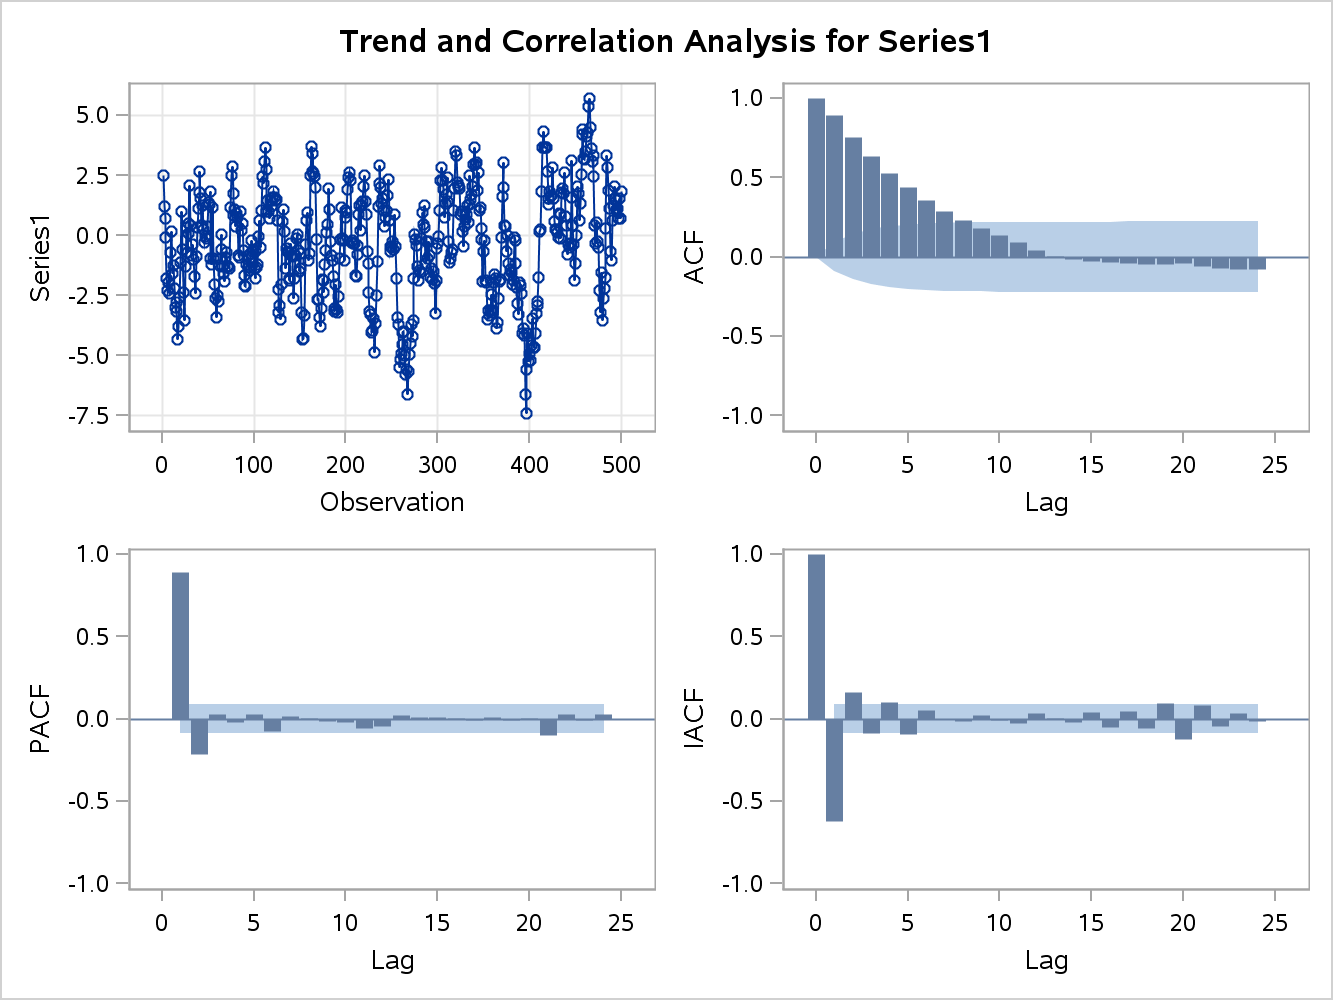 Trend and Correlation Analysis for Series1
Series1
5.0
2.5
0.0
-2.5
-5.0
-7.5
0 100 200 300 400 500
Observation
ACF
1.0
0.5
0.0
-0.5
-1.0
0 5 10 15 20 25
Lag
PACF
1.0
0.5
0.0
-0.5
-1.0
0 5 10 15 20 25
Lag
IACF
1.0
0.5
0.0
-0.5
-1.0
0 5 10 15 20 25
Lag